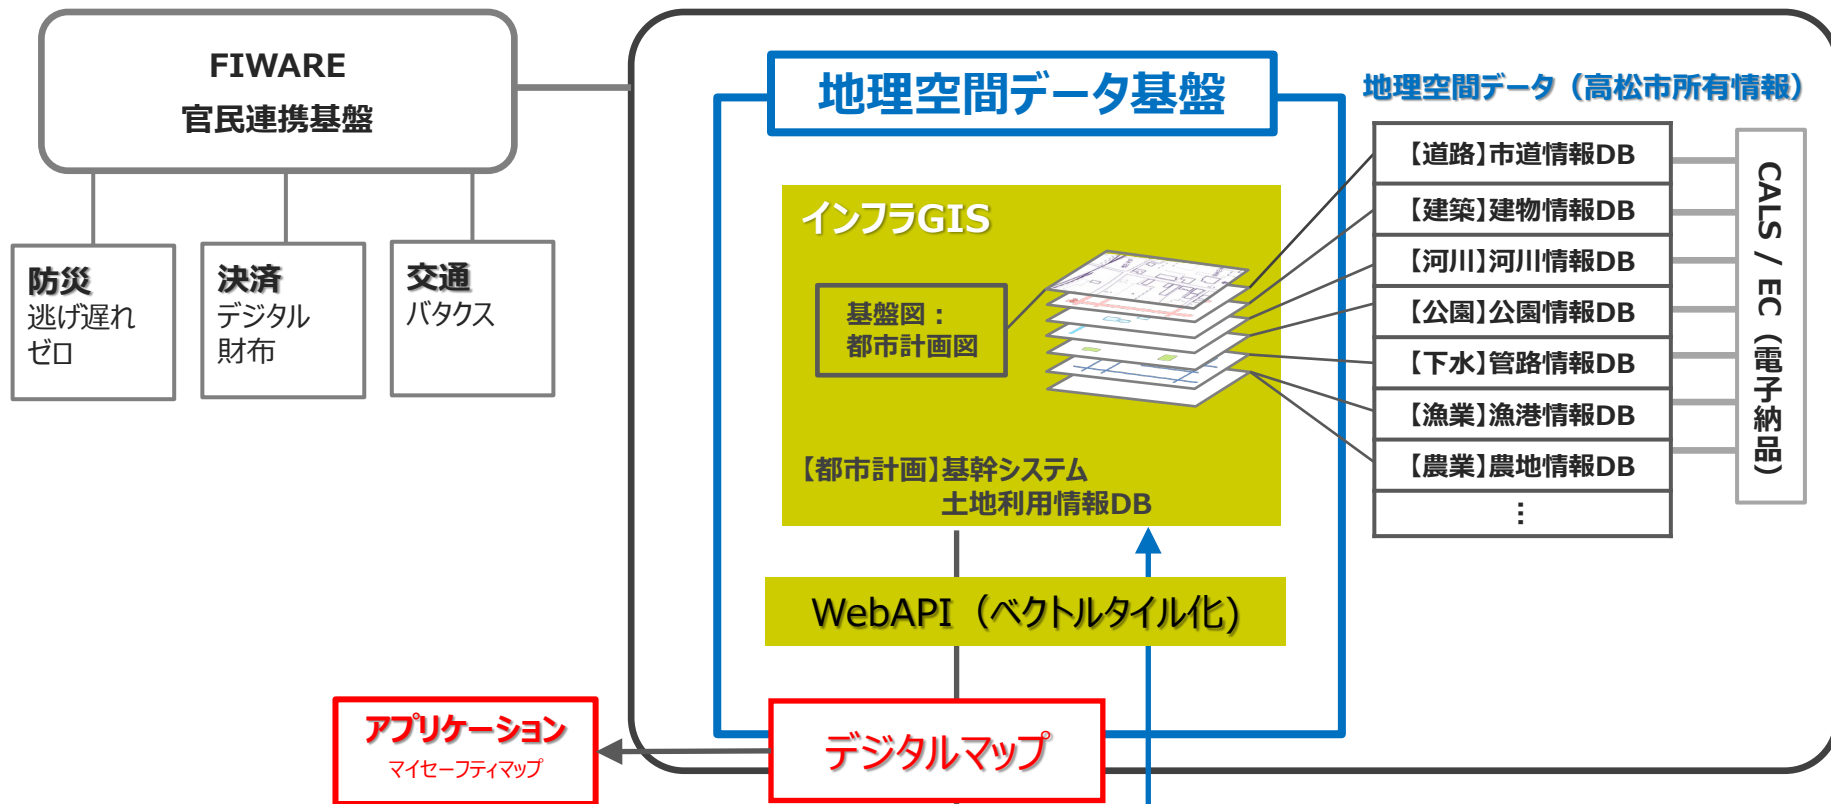 FIWARE
官民連携基盤
防災
逃げ遅れ
ゼロ
決済
デジタル
財布
交通
バタクス
地理空間データ基盤
インフラGIS
基盤図：
都市計画図
【都市計画】基幹システム
土地利用情報DB
WebAPI（ベクトルタイル化）
デジタルマップ
アプリケーション
マイセーフティマップ
地理空間データ（高松市所有情報）
【道路】市道情報DB
【建築】建物情報DB
【河川】河川情報DB
【公園】公園情報DB
【下水】管路情報DB
【漁業】漁港情報DB
【農業】農地情報DB
…
CALS / EC（電子納品）